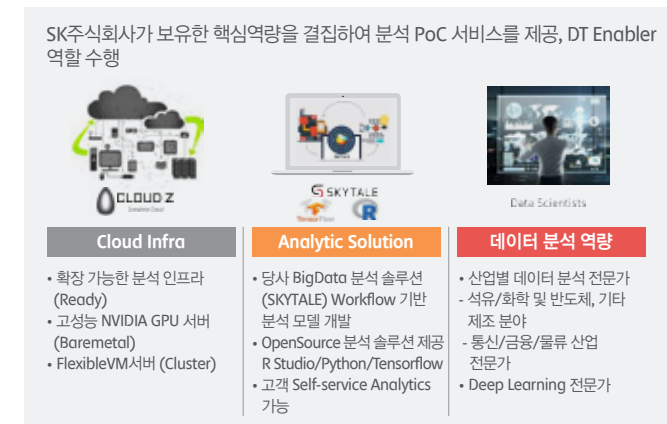 SK주식회사가 보유한 핵심역량을 결집하여 분석 PoC 서비스를 제공, DT Enabler
역할 수행
CLOUD Z
SKYTALE
TensorFlow
R
Data Scientists
Cloud Infra
Analytic Solution
데이터 분석 역량
• 확장 가능한 분석 인프라
(Ready)
• 고성능 NVIDIA GPU 서버
(Baremetal)
• FlexibleVM서버 (Cluster)
• 당사 BigData 분석 솔루션
(SKYTALE) Workflow 기반
분석 모델 개발
• OpenSource 분석 솔루션 제공
R Studio/Python/Tensorflow
• 고객 Self-service Analytics
가능
• 산업별 데이터 분석 전문가
- 석유/화학 및 반도체, 기타
제조 분야
- 통신/금융/물류 산업
전문가
• Deep Learning 전문가